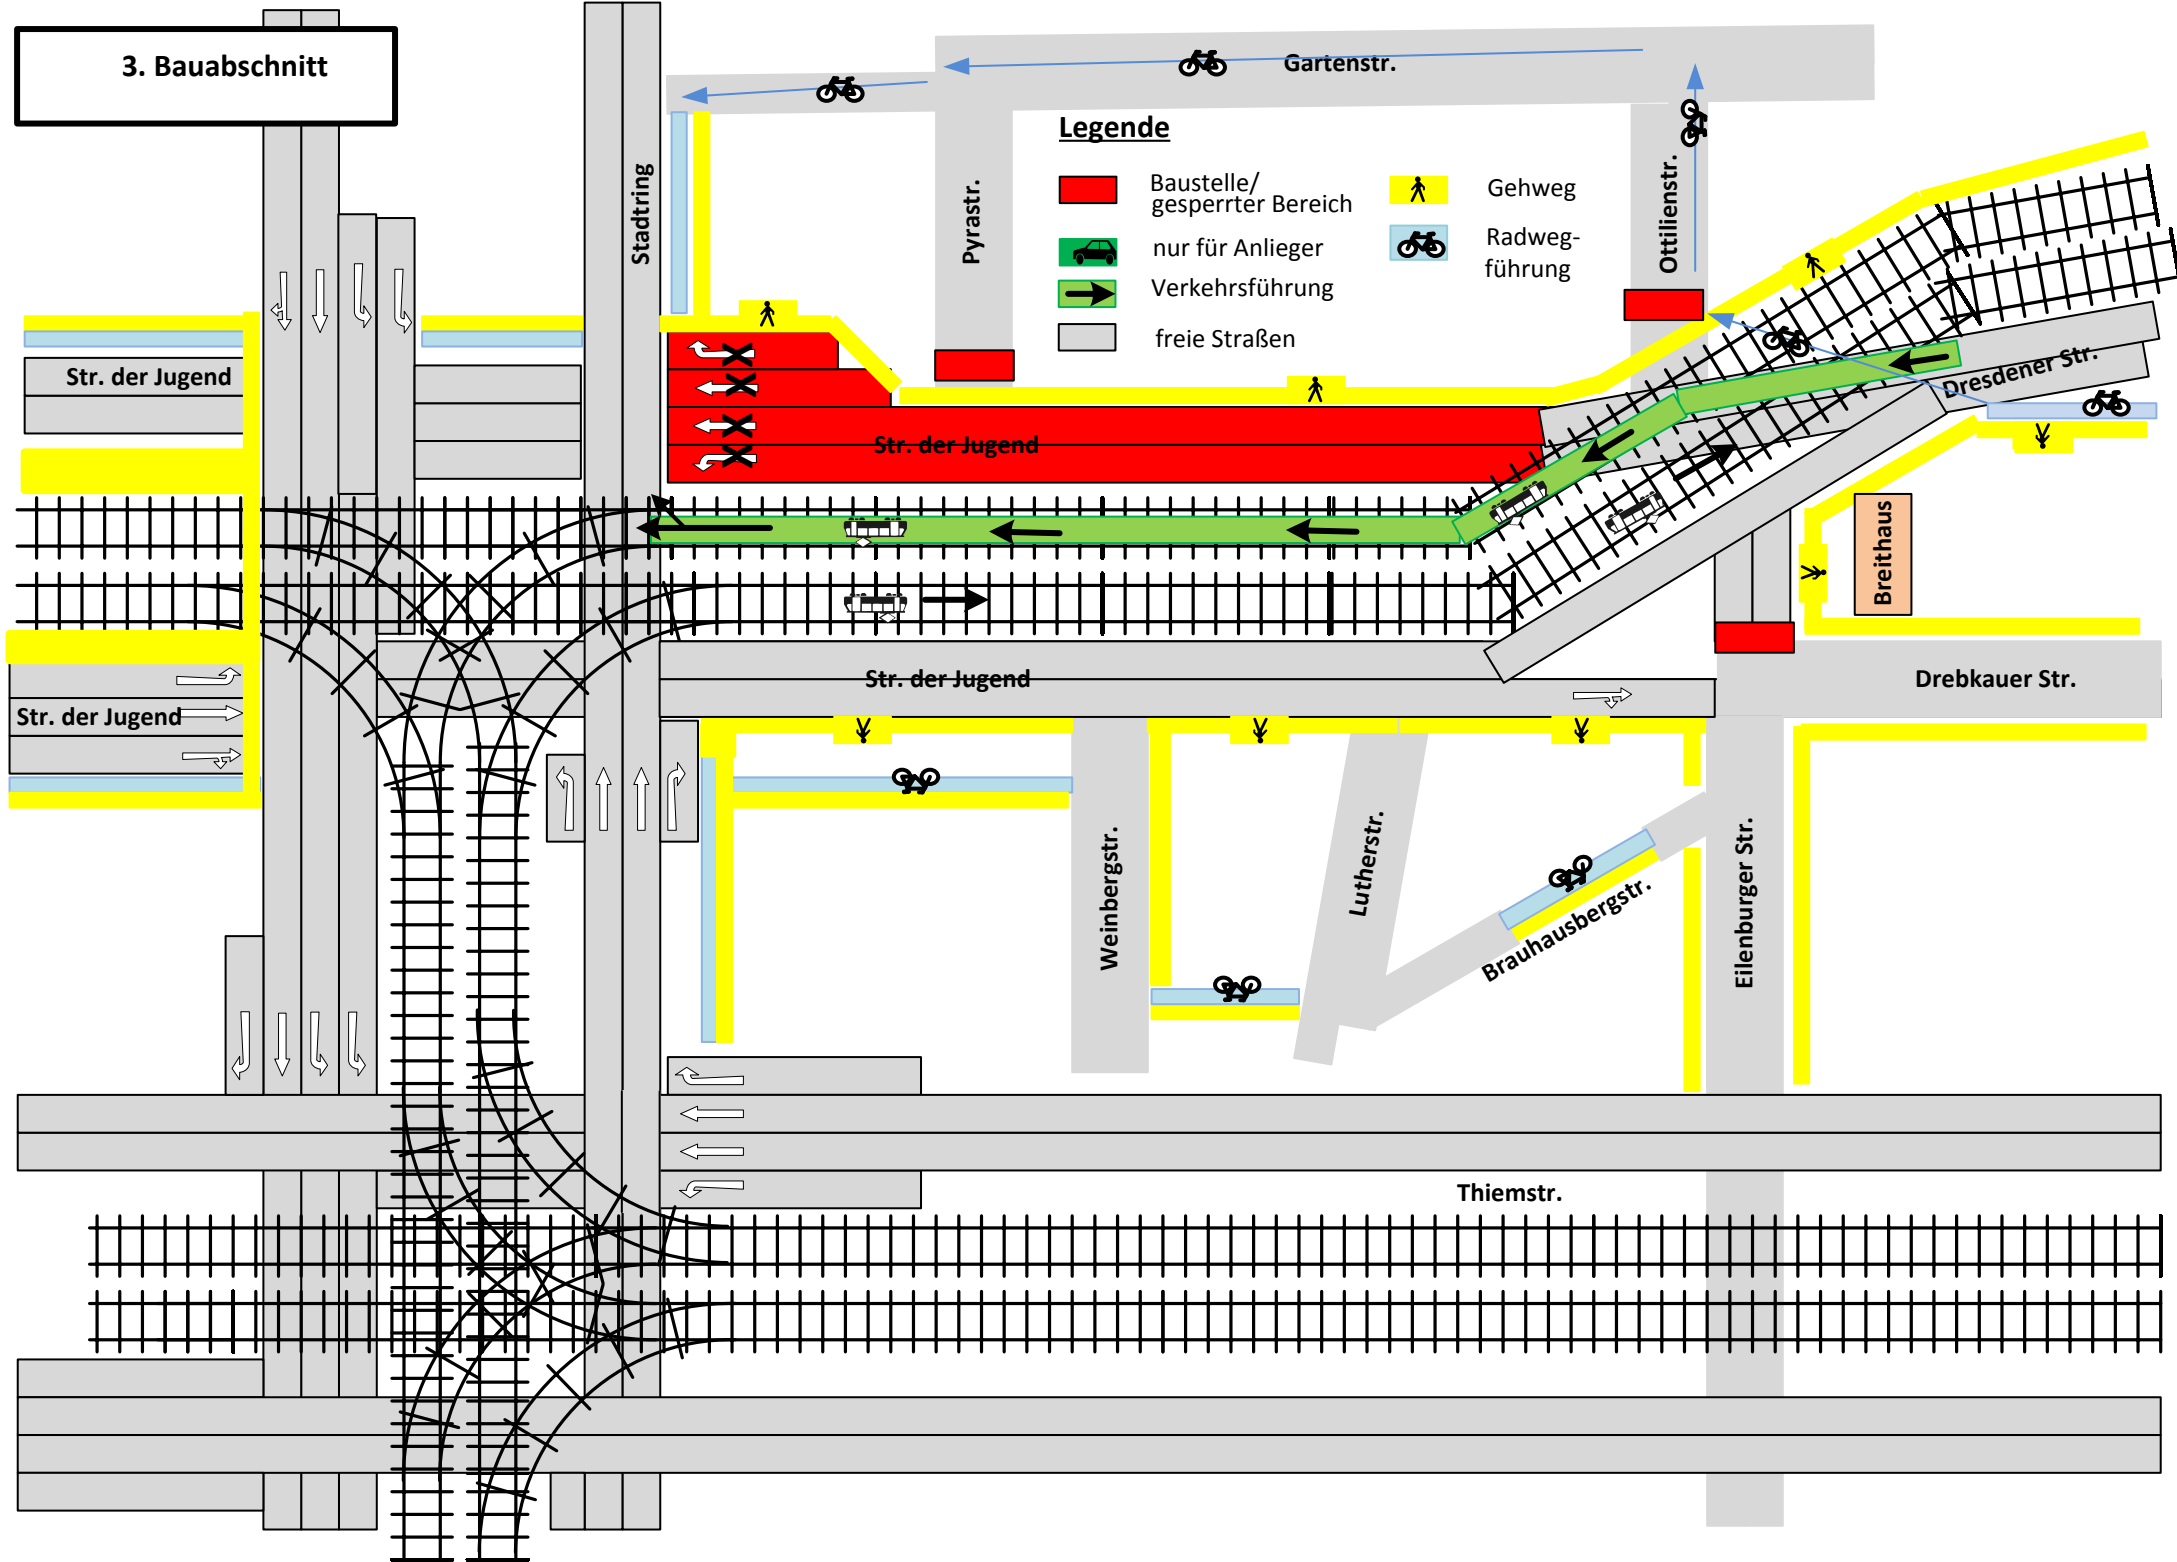 3. Bauabschnitt
Gartenstr.
Stadtring
Pyrastr.
Ottilienstr.
Legende
Baustelle/
gesperrter Bereich
nur für Anlieger
Verkehrsführung
freie Straßen
Gehweg
Radweg-
führung
Str. der Jugend
Str. der Jugend
Dresdener Str.
Breithaus
Str. der Jugend
Str. der Jugend
Drebkauer Str.
Weinbergstr.
Lutherstr.
Brauhausbergstr.
Eilenburger Str.
Thiemstr.